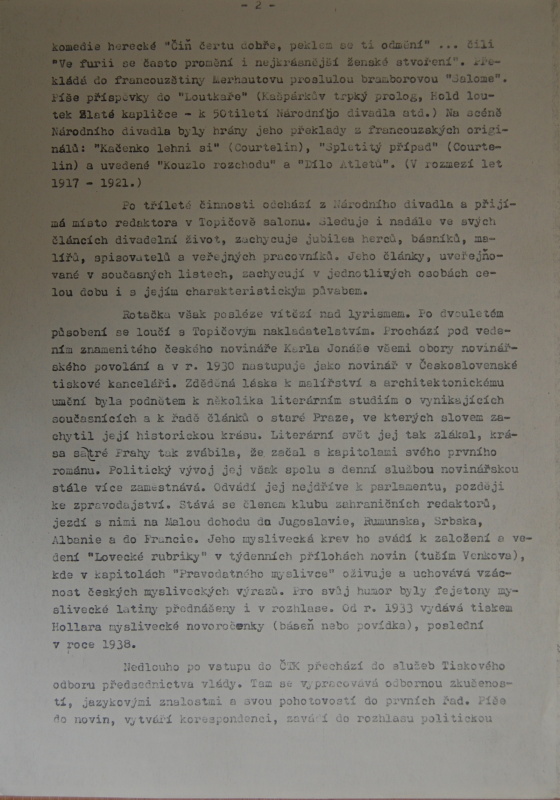 - 2 -
komedie herecké "Čiň čertu dobře, peklem se ti odmění" ... čili
"Ve furii se často promění i nejkrásnější ženské stvoření". Pře-
kládá do francouzštiny Merhautovu proslulou bramborovou "Salome".
Píše příspěvky do "Loutkaře" (Kašpárkův trpký prolog, Hold lou-
tek Zlaté kapličce - k 50tiletí Národního divadla atd.) Na scéně
Národního divadla byly hrány jeho překlady z francouzských origi-
nálů: "Kačenko lehni si" (Courtelin), "Spletitý případ" (Courte-
lin) a uvedené "Kouzlo rozchodu" a "Dílo Atletů". (V rozmezí let
1917 - 1921.)
Po tříleté činnosti odchází z Národního divadla a přijí-
má místo redaktora v Topičově salonu. Sleduje i nadále ve svých
článcích divadelní život, zachycuje jubilea herců, básníků, ma-
lířů, spisovatelů a veřejných pracovníků. Jeho články, uveřejňo-
vané v současných listech, zachycují v jednotlivých osobách ce-
lou dobu i s jejím charakteristickým půvabem.
Rotačka však posléze vítězí nad lyrismem. Po dvouletém
působení se loučí s Topičovým nakladatelstvím. Prochází pod vede-
ním znamenitého českého novináře Karla Jonáše všemi obory novinář-
ského povolání a v r. 1930 nastupuje jako novinář v Československé
tiskové kanceláři. Zděděná láska k malířství a architektonickému
umění byla podnětem k několika literárním studiím o vynikajících
současnících a k řadě článků o staré Praze, ve kterých slovem za-
chytil její historickou krásu. Literární svět jej tak zlákal, krá-
sa satré Prahy tak zvábila, že začal s kapitolami svého prvního
románu. Politický vývoj jej však spolu s denní službou novinářskou
stále více zaměstnává. Odvádí jej nejdříve k parlamentu, později
ke zpravodajství. Stává se členem klubu zahraničních redaktorů,
jezdí s nimi na Malou dohodu do Jugoslavie, Rumunska, Srbska,
Albanie a do Francie. Jeho myslivecká krev ho svádí k založení a ve-
dení "Lovecké rubriky" v týdenních přílohách novin (tuším Venkova),
kde v kapitolách "Pravodatného myslivce" oživuje a uchovává vzác-
nost českých mysliveckých výrazů. Pro svůj humor byly fejetony my-
slivecké latiny přednášeny i v rozhlase. Od r. 1933 vydává tiskem
Hollara myslivecké novoročenky (báseň nebo povídka), poslední
v roce 1938.
Nedlouho po vstupu do ČTK přechází do služeb Tiskového
odboru předsednictva vlády. Tam se vypracovává odbornou zkušenos-
tí, jazykovými znalostmi a svou pohotovostí do prvních řad. Píše
do novin, vytváří korespondenci, zavádí do rozhlasu politickou